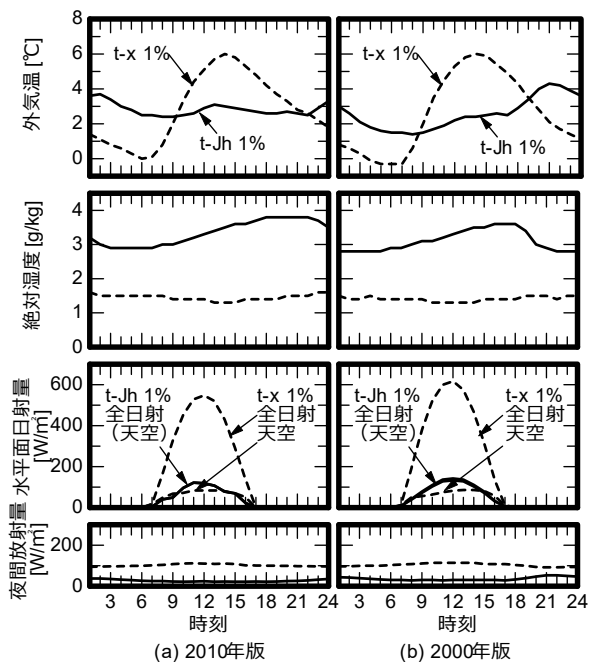 外気温 [℃]
8
6
4
2
0
t-x 1%
t-Jh 1%
t-x 1%
t-Jh 1%
絶対湿度 [g/kg]
4
3
2
1
0
水平面日射量
[W/㎡]
600
400
200
0
t-Jh 1%
全日射
(天空)
t-x 1%
全日射
天空
t-Jh 1%
全日射
(天空)
t-x 1%
全日射
天空
夜間放射量
[W/㎡]
200
0
3 6 9 12 15 18 21 24
3 6 9 12 15 18 21 24
時刻
時刻
(a) 2010年版
(b) 2000年版